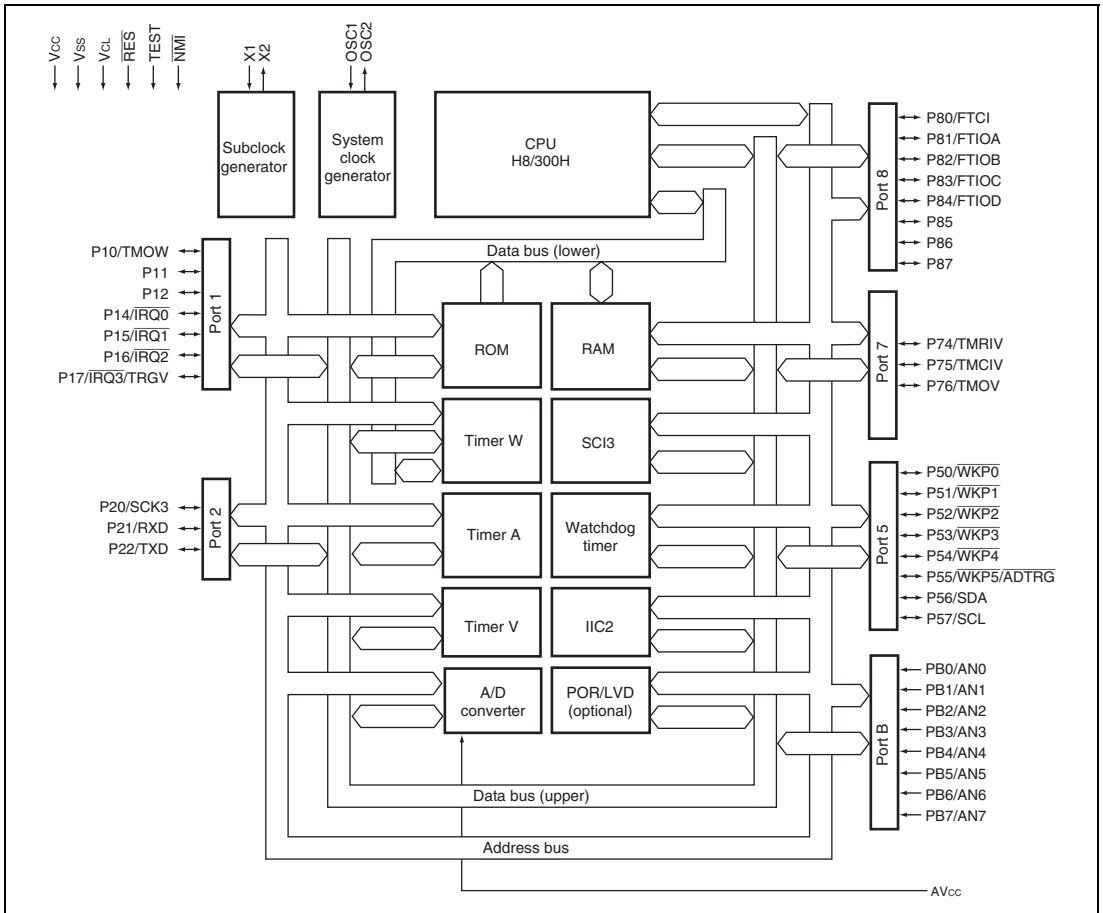 VCC
VSS
VCL
RES
TEST
NMI
X1
X2
OSC1
OSC2
Subclock
generator
System
clock
generator
CPU
H8/300H
Data bus (lower)
P10/TMOW
P11
P12
P14/IRQ0
P15/IRQ1
P16/IRQ2
P17/IRQ3/TRGV
Port 1
P20/SCK3
P21/RXD
P22/TXD
Port 2
ROM
RAM
Timer W
SCI3
Timer A
Watchdog
timer
Timer V
IIC2
A/D
converter
POR/LVD
(optional)
Data bus (upper)
Address bus
Port 8
P80/FTCI
P81/FTIOA
P82/FTIOB
P83/FTIOC
P84/FTIOD
P85
P86
P87
Port 7
P74/TMRIV
P75/TMCIV
P76/TMOV
Port 5
P50/WKP0
P51/WKP1
P52/WKP2
P53/WKP3
P54/WKP4
P55/WKP5/ADTRG
P56/SDA
P57/SCL
Port B
PB0/AN0
PB1/AN1
PB2/AN2
PB3/AN3
PB4/AN4
PB5/AN5
PB6/AN6
PB7/AN7
AVCC